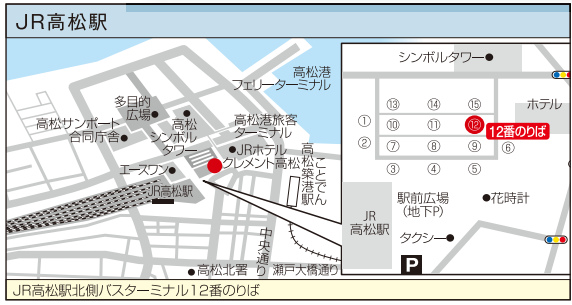 JR高松駅
高松港
フェリーターミナル
多目的
広場
高松
シンボル
タワー
高松サンポート
合同庁舎
高松港旅客
ターミナル
JRホテル
クレメント高松
エースワン
JR高松駅
ことでん
高松築港駅
中央通り
高松北署
瀬戸大橋通り
シンボルタワー
ホテル
⑬
⑭
⑮
①
⑩
⑪
⑫
12番のりば
②
⑦
⑧
⑨
⑥
③
④
⑤
駅前広場
(地下P)
花時計
JR
高松駅
タクシー
P
JR高松駅北側バスターミナル12番のりば